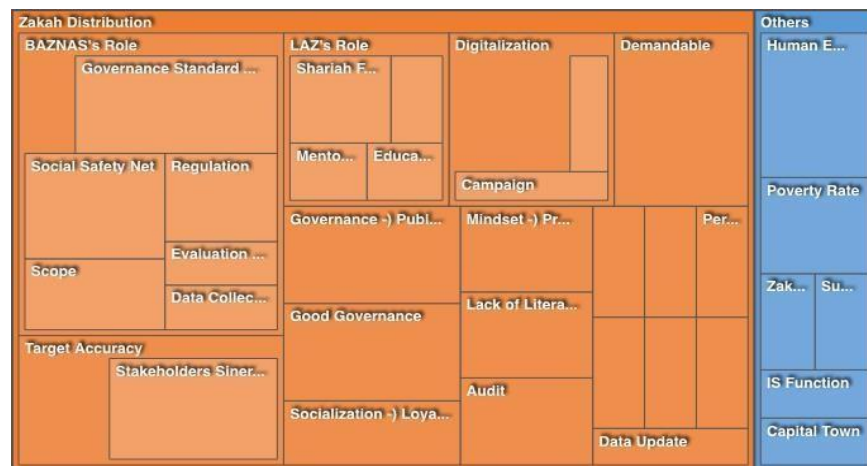 Zakah Distribution
Others
BAZNAS's Role
LAZ's Role
Digitalization
Demandable
Human E...
Governance Standard ...
Shariah F...
Mento...
Educa...
Social Safety Net
Regulation
Campaign
Poverty Rate
Governance -) Publ...
Mindset -) Pr...
Per...
Evaluation ...
Scope
Zak...
Su...
Data Collec...
Good Governance
Lack of Litera...
Target Accuracy
Stakeholders Siner...
IS Function
Audit
Socialization -) Loya...
Capital Town
Data Update